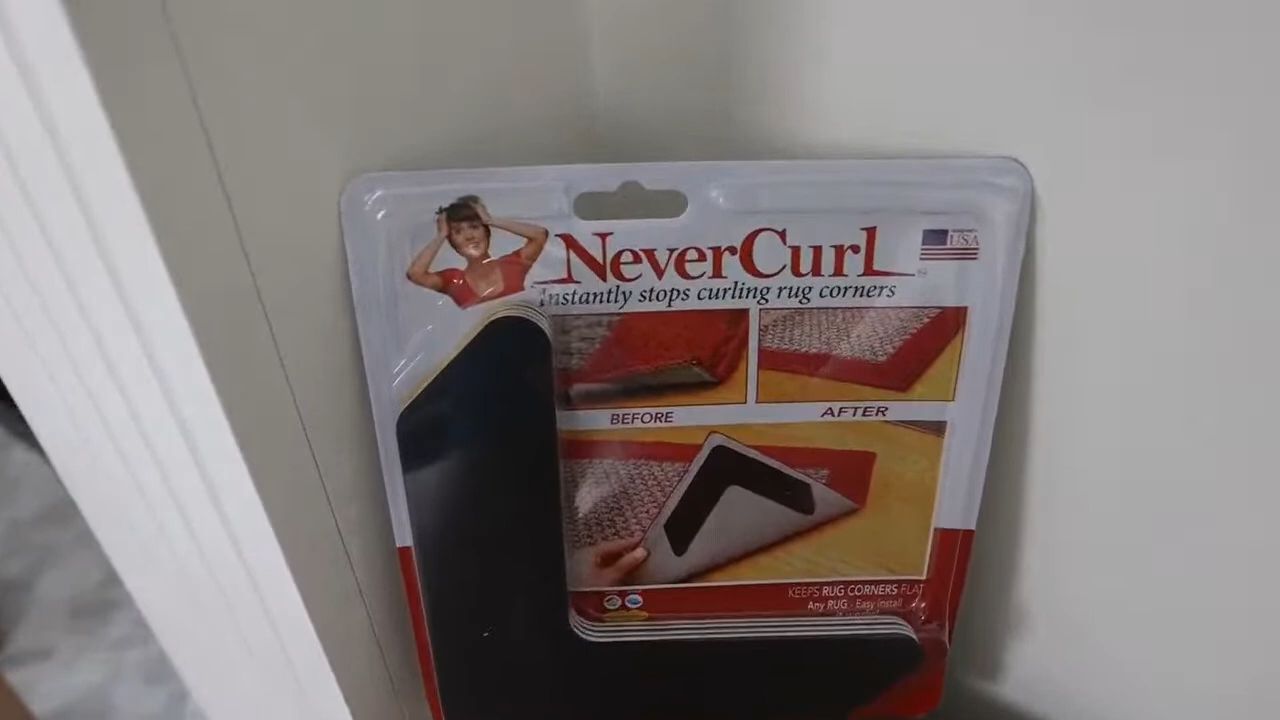 NeverCurl
USA
Instantly stops curling rug corners
BEFORE
AFTER
KEEPS RUG CORNERS FLAT
Any RUG - Easy Install